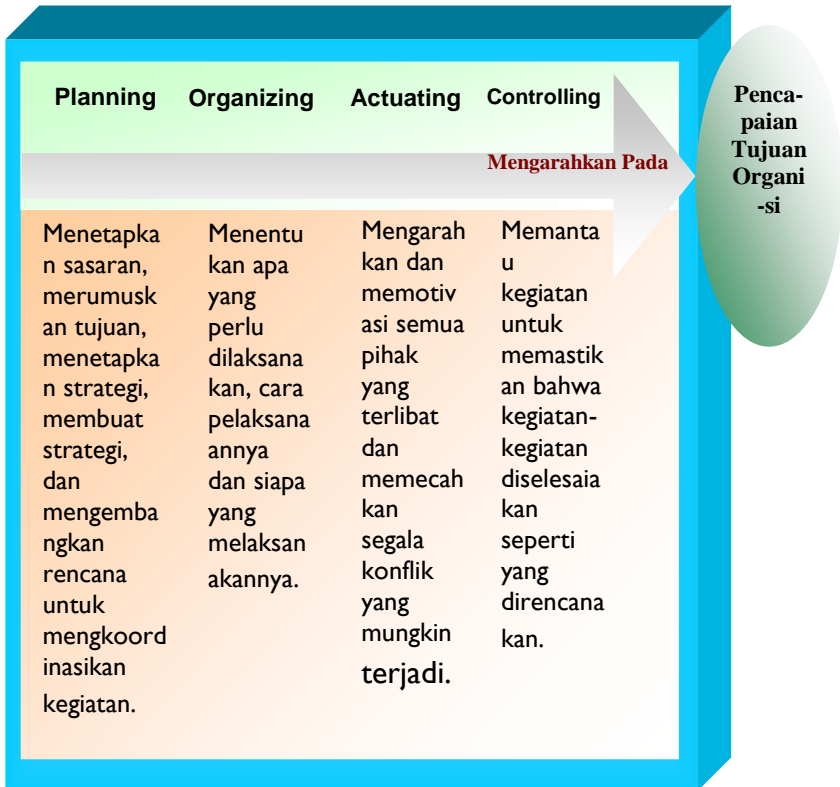 Planning
Organizing
Actuating
Controlling
Mengarahkan Pada
Penca-
paian
Tujuan
Organi
-si
Menetapka
n sasaran,
merumusk
an tujuan,
menetapka
n strategi,
membuat
strategi,
dan
mengemba
ngkan
rencana
untuk
mengkoord
inasikan
kegiatan.
Menentu
kan apa
yang
perlu
dilaksana
kan, cara
pelaksana
annya
dan siapa
yang
melaksan
akannya.
Mengarah
kan dan
memotiv
asi semua
pihak
yang
terlibat
dan
memecah
kan
segala
konflik
yang
mungkin
terjadi.
Memanta
u
kegiatan
untuk
memastik
an bahwa
kegiatan-
kegiatan
diselesaia
kan
seperti
yang
direncana
kan.